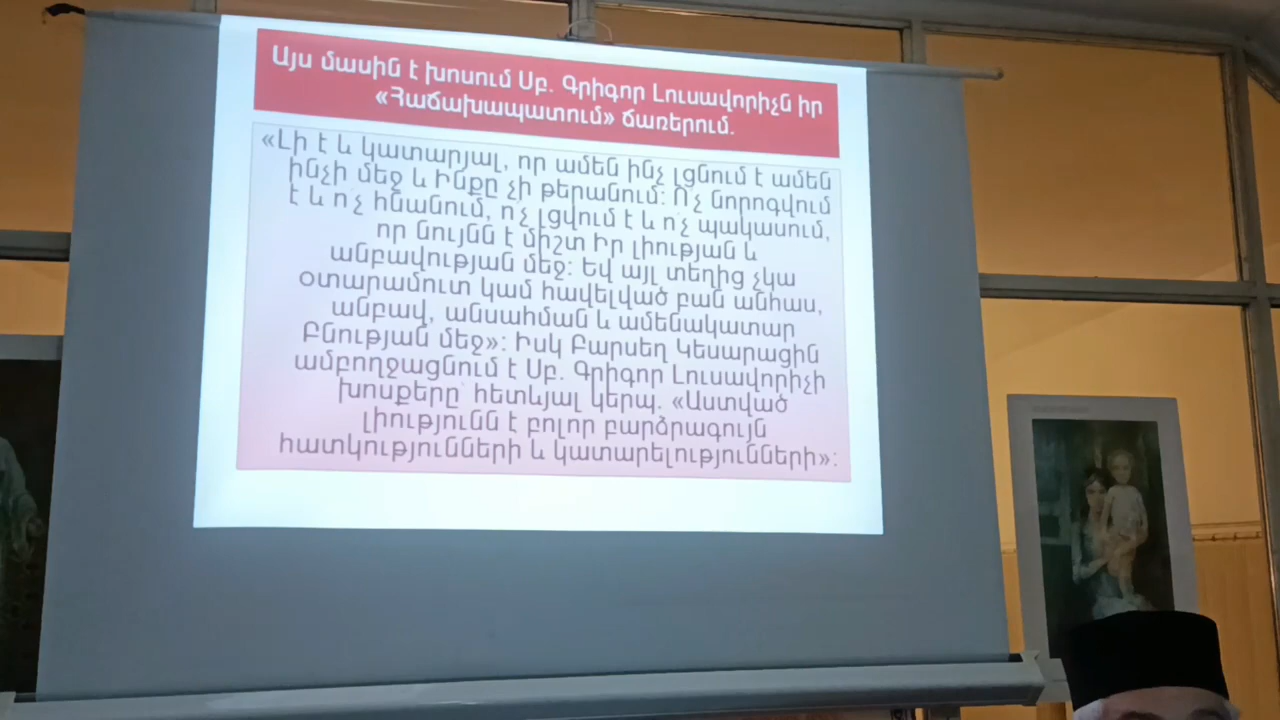 Այս մասին է խոսում Սբ. Գրիգոր Լուսավորիչն իր
«Հաճախապատում» ճառերում.
«Լի է և կատարյալ, որ ամեն ինչ լցնում է ամեն
ինչի մեջ և Ինքը չի թերանում: Ո՛չ նորոգվում
է և ո՛չ հնանում, ո՛չ լցվում է և ո՛չ պակասում,
որ նույնն է միշտ Իր լիության և
անբավության մեջ: Եվ այլ տեղից չկա
օտարամուտ կամ հավելված բան անհաս,
անբավ, անսահման և ամենակատար
Բնության մեջ»: Իսկ Բարսեղ Կեսարացին
ամբողջացնում է Սբ. Գրիգոր Լուսավորիչի
խոսքերը՝ հետևյալ կերպ. «Աստված
լիությունն է բոլոր բարձրագույն
հատկությունների և կատարելությունների»: